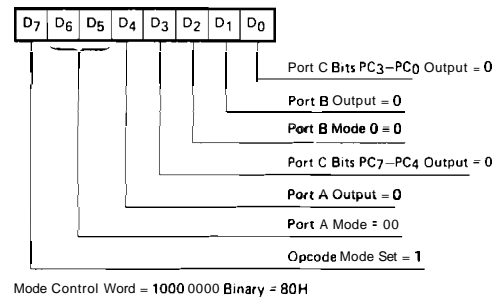 D7 D6 D5 D4 D3 D2 D1 D0
Port C Bits PC3–PC0 Output = 0
Port B Output = 0
Port B Mode 0 = 0
Port C Bits PC7–PC4 Output = 0
Port A Output = 0
Port A Mode = 00
Opcode Mode Set = 1
Mode Control Word = 1000 0000 Binary = 80H